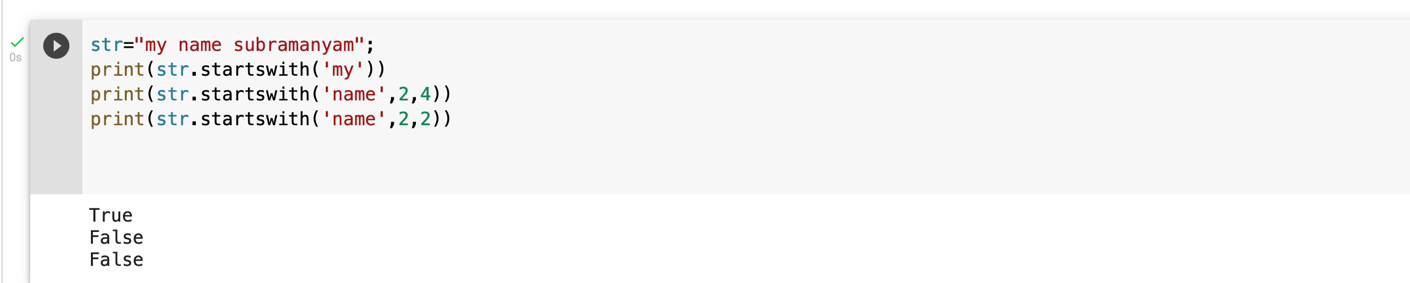 str="my name subramanyam";
0s
print(str.startswith('my'))
print(str.startswith('name',2,4))
print(str.startswith('name',2,2))
True
False
False